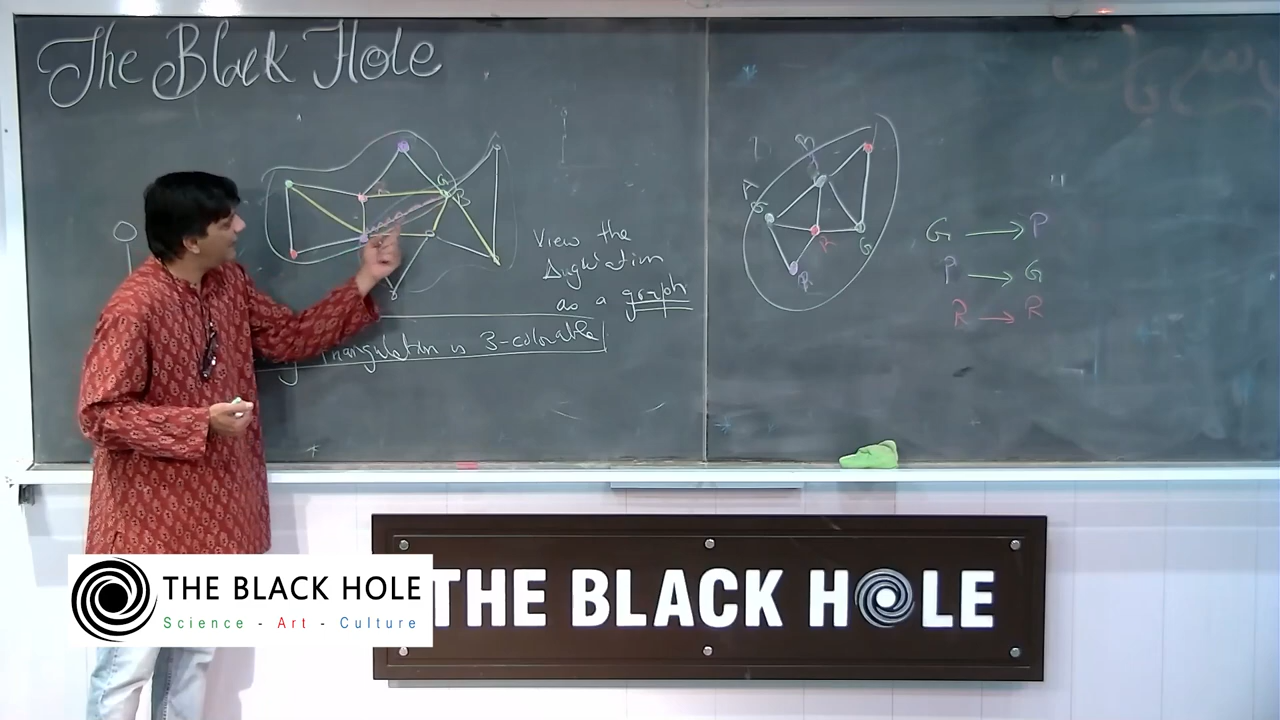 The Black Hole
G
B
View the
as a graph
Triangulation is 3-colorable
G
R
G
G → P
P → G
R → R
THE BLACK HOLE
Science - Art - Culture
THE BLACK HOLE